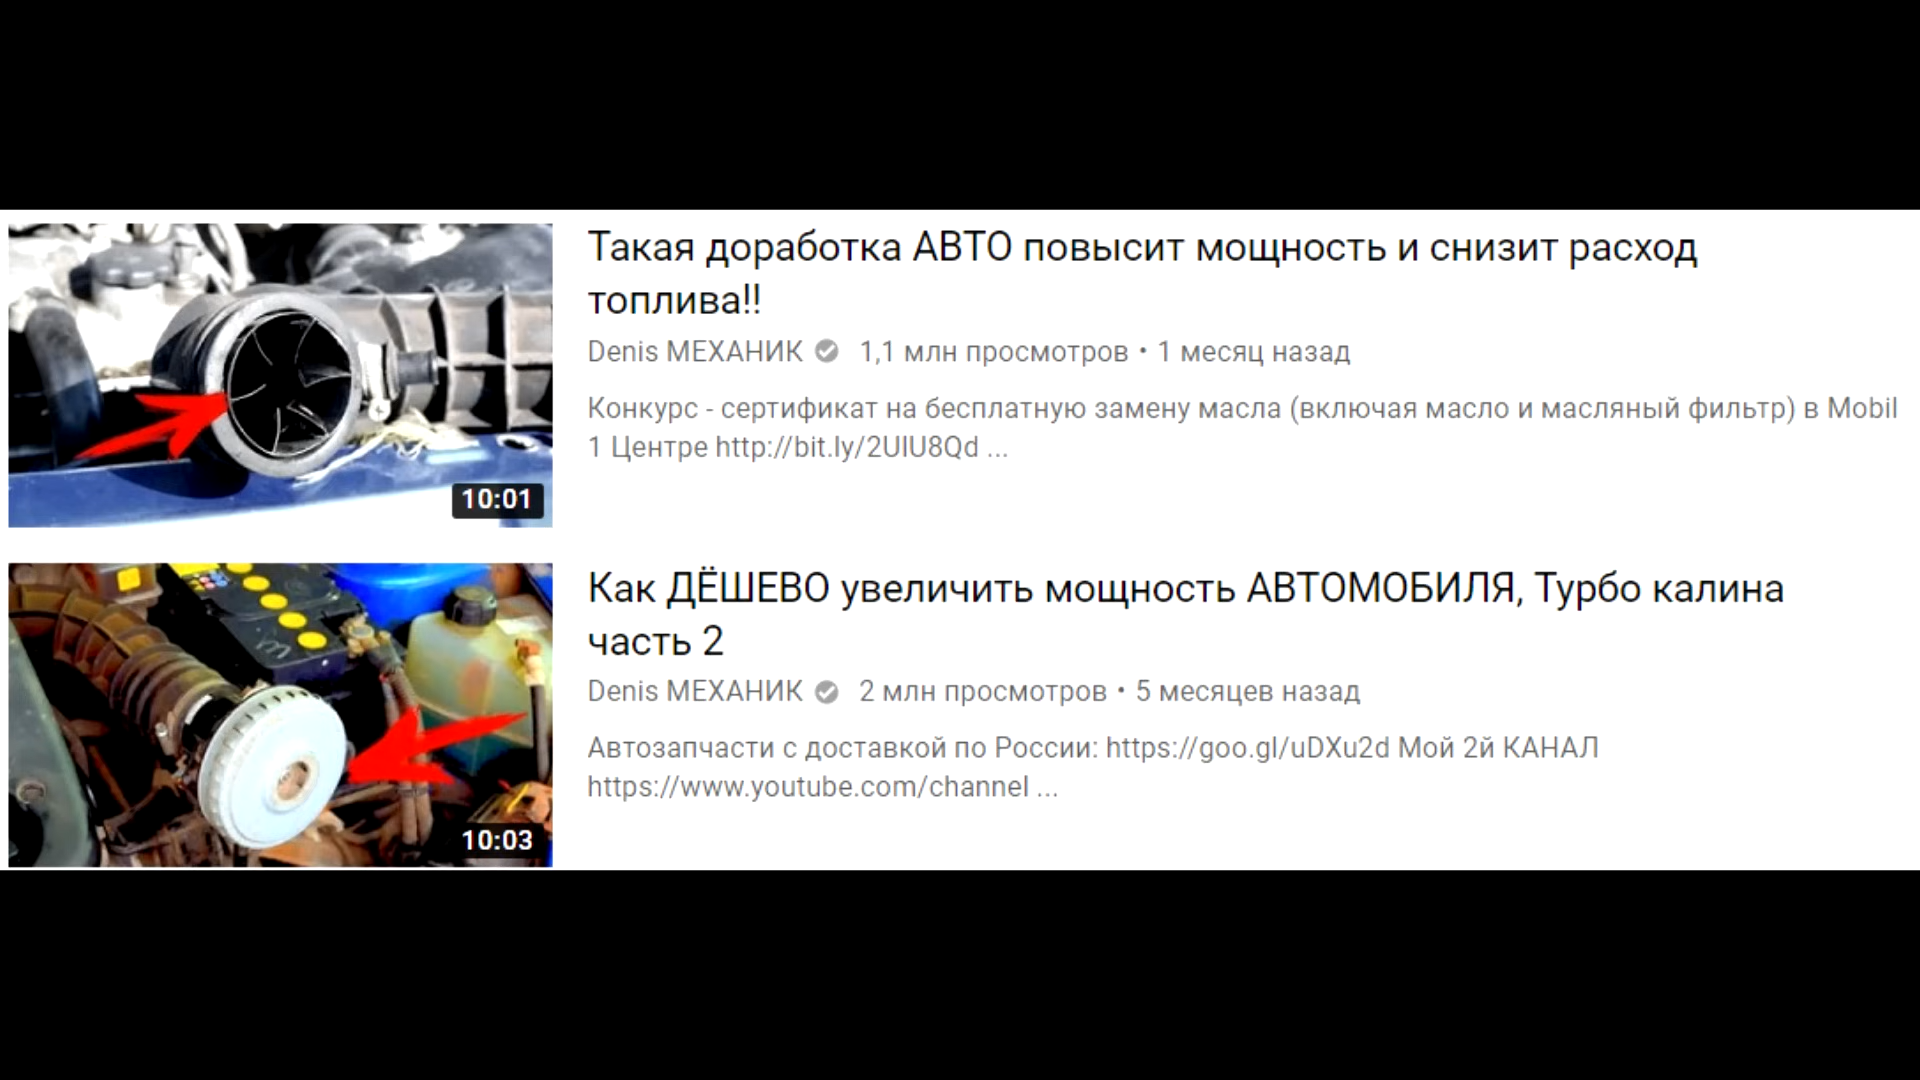 Такая доработка АВТО повысит мощность и снизит расход
топлива!!
Denis МЕХАНИК 1,1 млн просмотров • 1 месяц назад
Конкурс - сертификат на бесплатную замену масла (включая масло и масляный фильтр) в Mobil
1 Центре http://bit.ly/2UIU8Qd ...
10:01
Как ДЁШЕВО увеличить мощность АВТОМОБИЛЯ, Турбо калина
часть 2
Denis МЕХАНИК 2 млн просмотров • 5 месяцев назад
Автозапчасти с доставкой по России: https://goo.gl/uDXu2d Мой 2й КАНАЛ
https://www.youtube.com/channel ...
10:03